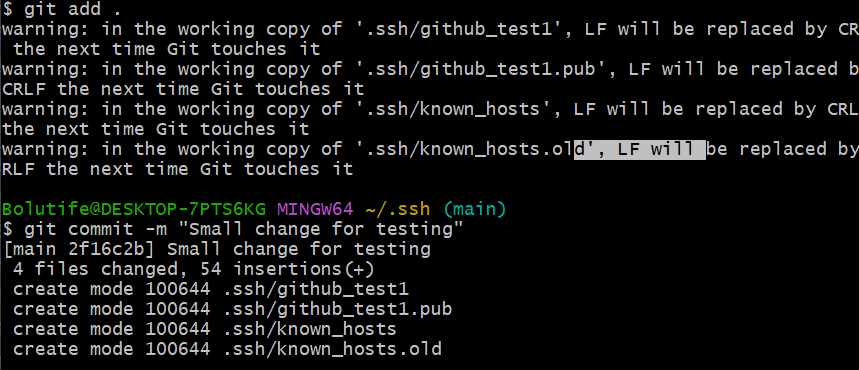 $ git add .
warning: in the working copy of '.ssh/github_test1', LF will be replaced by CR
 the next time Git touches it
warning: in the working copy of '.ssh/github_test1.pub', LF will be replaced b
CRLF the next time Git touches it
warning: in the working copy of '.ssh/known_hosts', LF will be replaced by CRL
the next time Git touches it
warning: in the working copy of '.ssh/known_hosts.old', LF will be replaced by
RLF the next time Git touches it
Bolutife@DESKTOP-7PTS6KG MINGW64 ~/.ssh (main)
$ git commit -m "Small change for testing"
[main 2f16c2b] Small change for testing
 4 files changed, 54 insertions(+)
 create mode 100644 .ssh/github_test1
 create mode 100644 .ssh/github_test1.pub
 create mode 100644 .ssh/known_hosts
 create mode 100644 .ssh/known_hosts.old